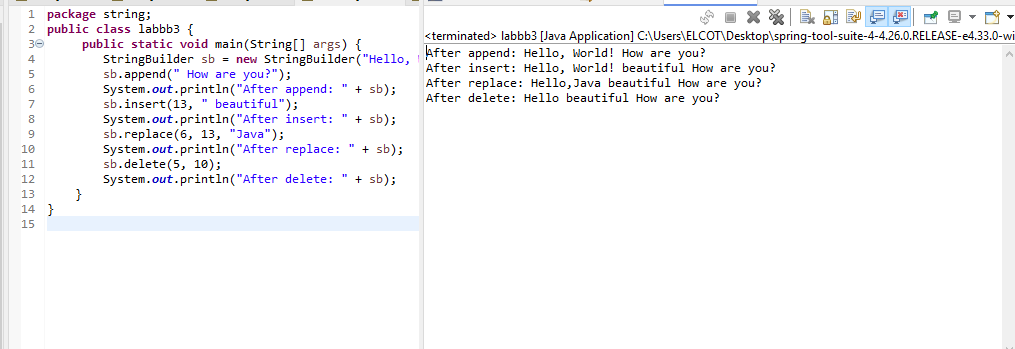 1 package string;
2 public class labbb3 {
3 public static void main(String[] args) {
4 StringBuilder sb = new StringBuilder("Hello,
5 sb.append(" How are you?");
6 System.out.println("After append: " + sb);
7 sb.insert(13, " beautiful");
8 System.out.println("After insert: " + sb);
9 sb.replace(6, 13, "Java");
10 System.out.println("After replace: " + sb);
11 sb.delete(5, 10);
12 System.out.println("After delete: " + sb);
13 }
14 }
15
<terminated> labbb3 [Java Application] C:\Users\ELCOT\Desktop\spring-tool-suite-4-4.26.0.RELEASE-e4.33.0-wi
After append: Hello, World! How are you?
After insert: Hello, World! beautiful How are you?
After replace: Hello,Java beautiful How are you?
After delete: Hello beautiful How are you?